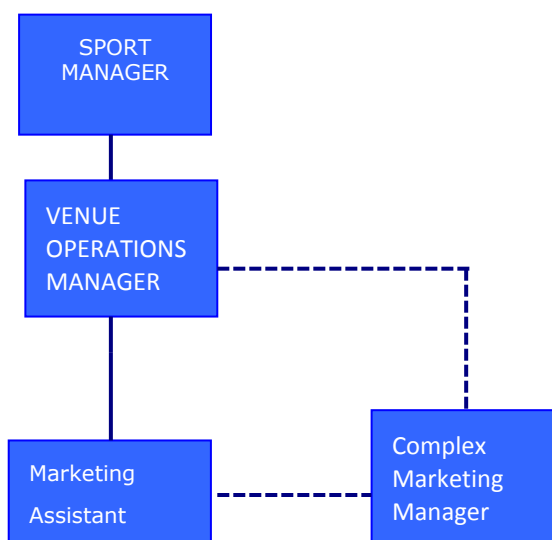 SPORT
MANAGER
VENUE
OPERATIONS
MANAGER
Marketing
Assistant
Complex
Marketing
Manager